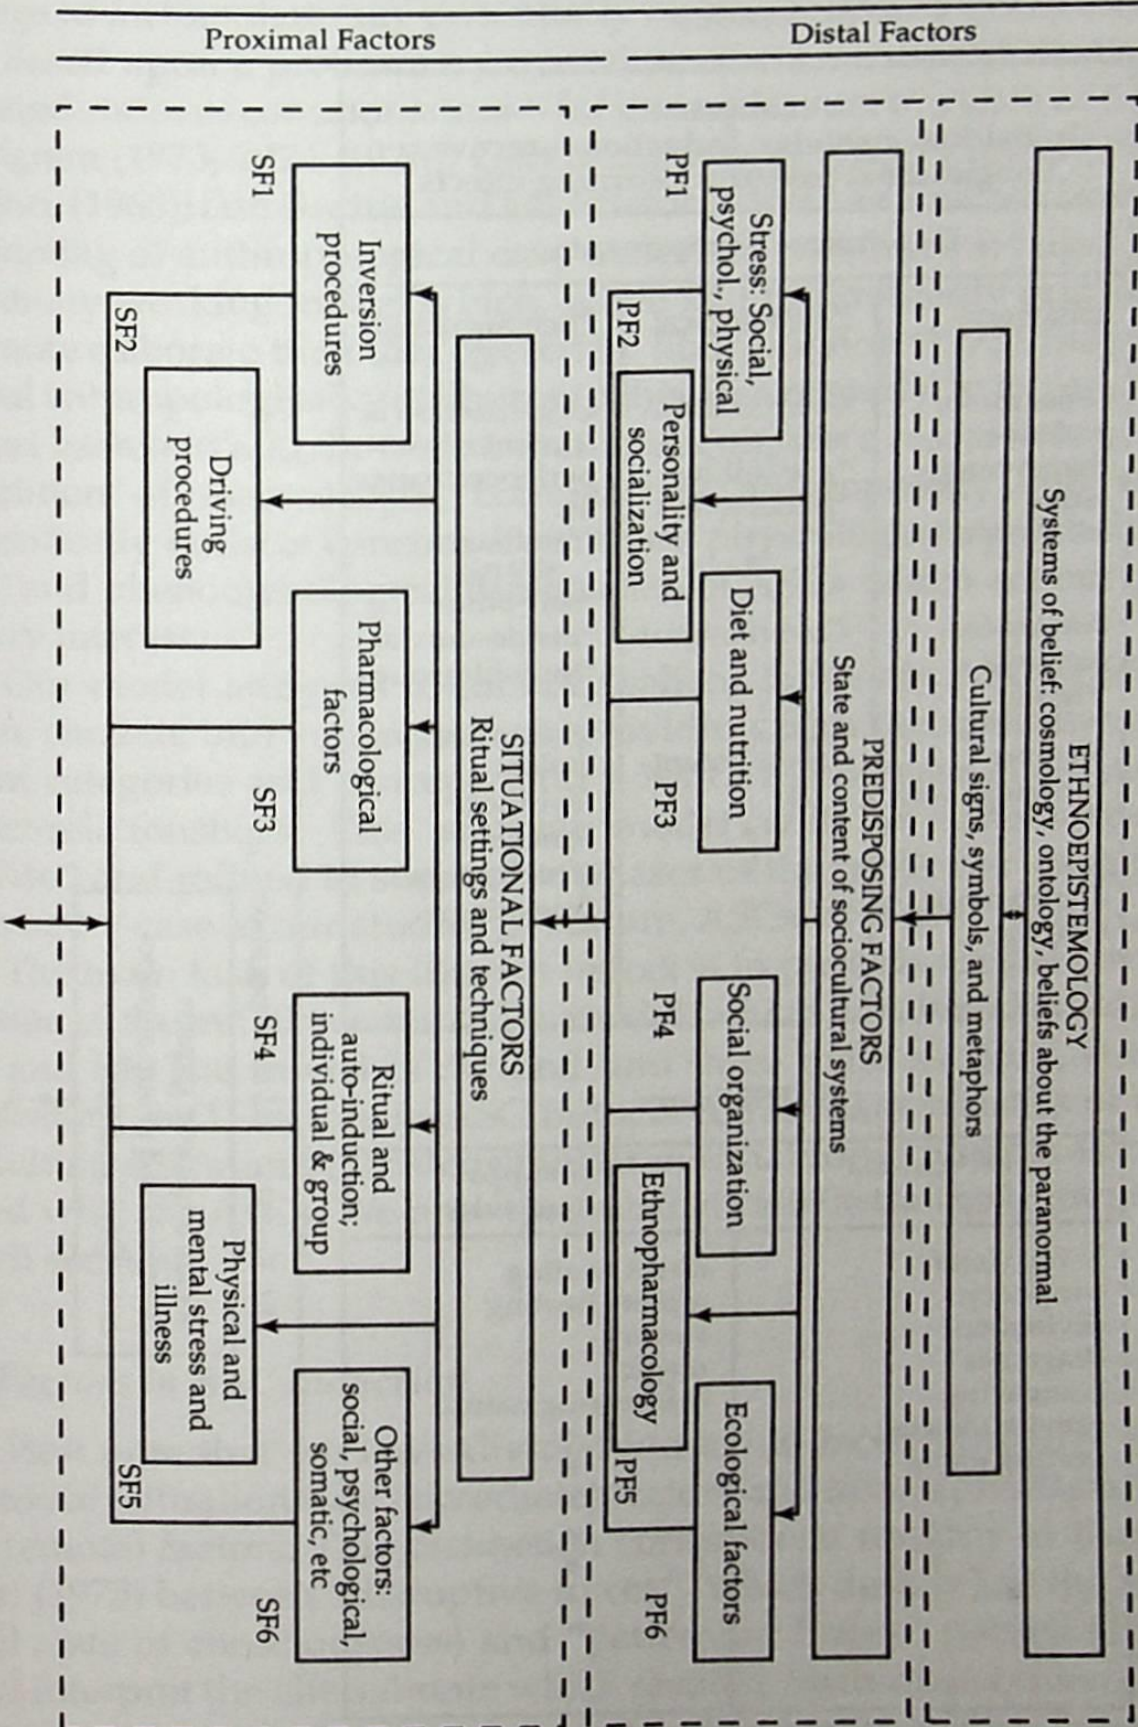 Distal Factors
ETHNOEPISTEMOLOGY
Systems of belief: cosmology, ontology, beliefs about the paranormal
Cultural signs, symbols, and metaphors
PREDISPOSING FACTORS
State and content of sociocultural systems
Stress: Social,
psychol., physical
PF1
PF2
Personality and
socialization
Diet and nutrition
PF3
Social organization
PF4
Ethnopharmacology
PF5
Ecological factors
PF6
Proximal Factors
SITUATIONAL FACTORS
Ritual settings and techniques
Inversion
procedures
SF1
SF2
Driving
procedures
Pharmacological
factors
SF3
Ritual and
auto-induction;
individual & group
SF4
Physical and
mental stress and
illness
SF5
Other factors:
social, psychological,
somatic, etc
SF6